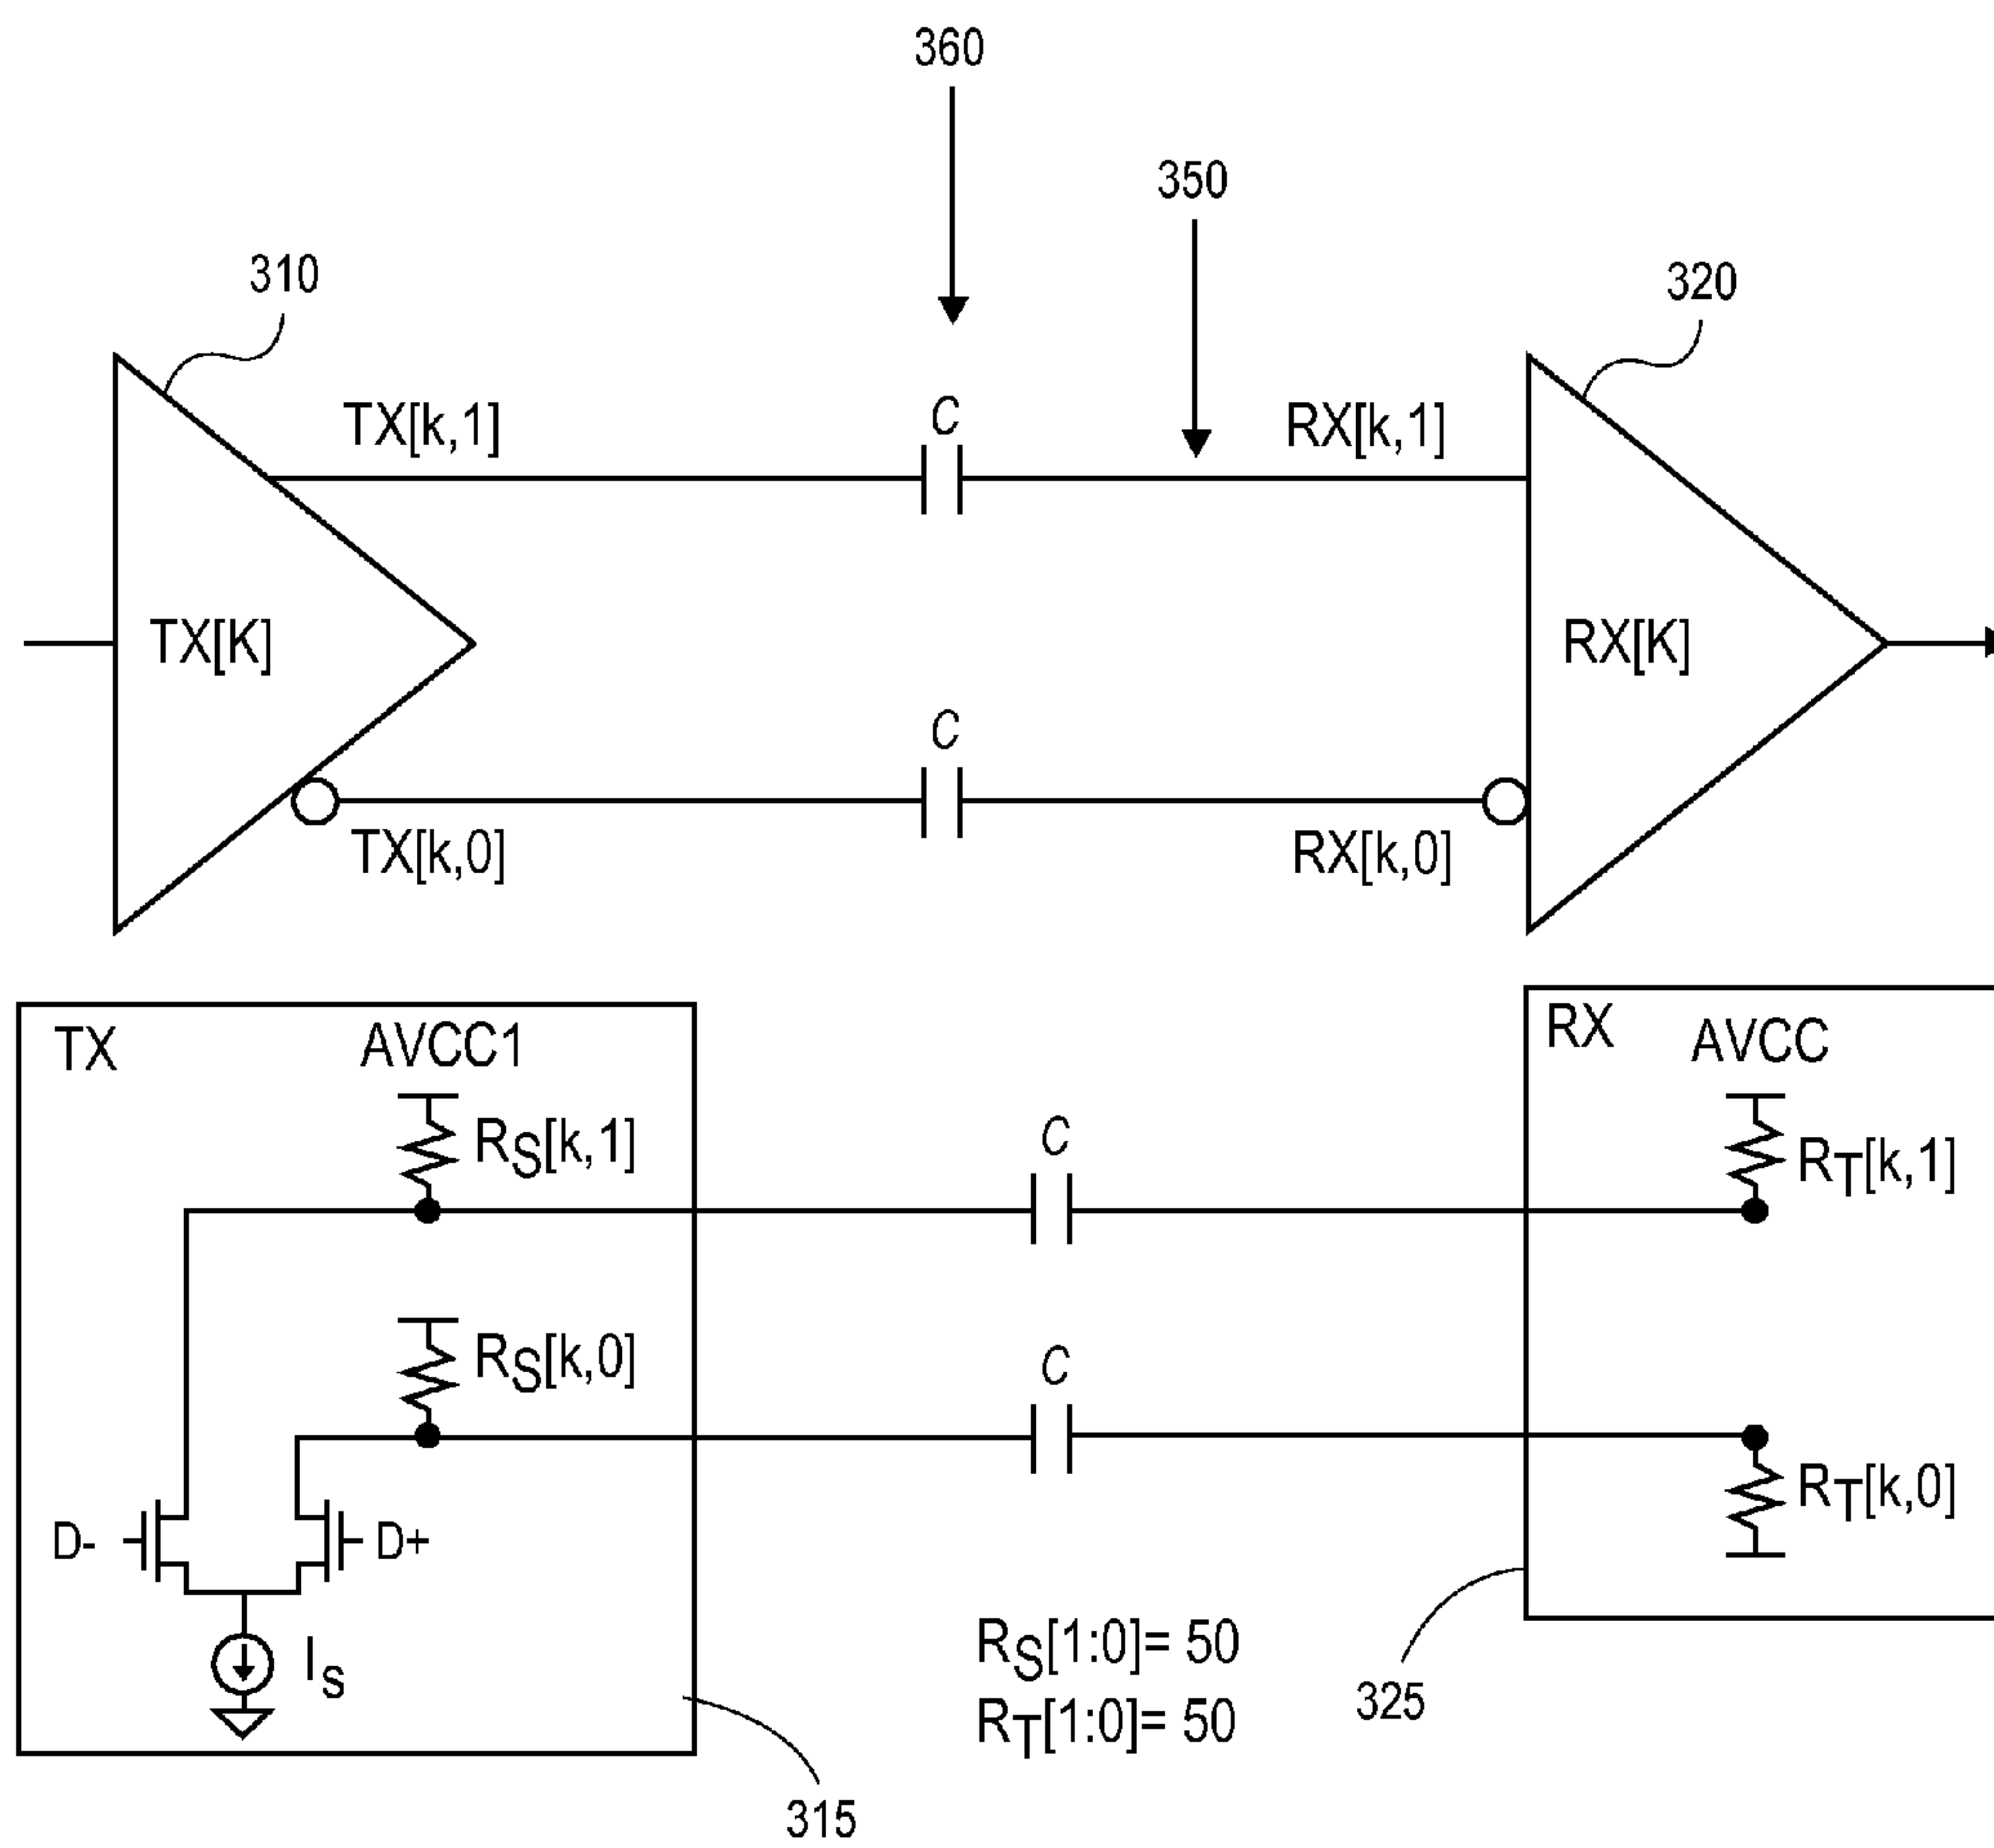 360
350
310
320
TX[k,1]
C
RX[k,1]
TX[K]
RX[K]
C
TX[k,0]
RX[k,0]
TX
AVCC1
RX
AVCC
RS[k,1]
C
RT[k,1]
RS[k,0]
C
RT[k,0]
D-
D+
IS
RS[1:0]= 50
RT[1:0]= 50
325
315